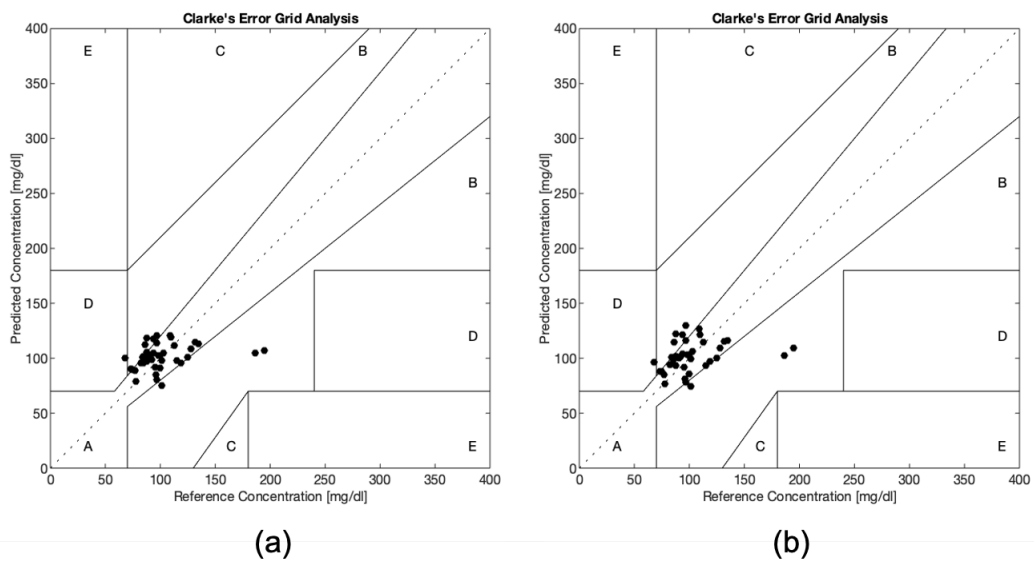 Clarke's Error Grid Analysis
400
350
300
250
200
150
100
50
0
Predicted Concentration [mg/dl]
E
C
B
B
D
D
A
C
E
0 50 100 150 200 250 300 350 400
Reference Concentration [mg/dl]
(a)
Clarke's Error Grid Analysis
400
350
300
250
200
150
100
50
0
Predicted Concentration [mg/dl]
E
C
B
B
D
D
A
C
E
0 50 100 150 200 250 300 350 400
Reference Concentration [mg/dl]
(b)